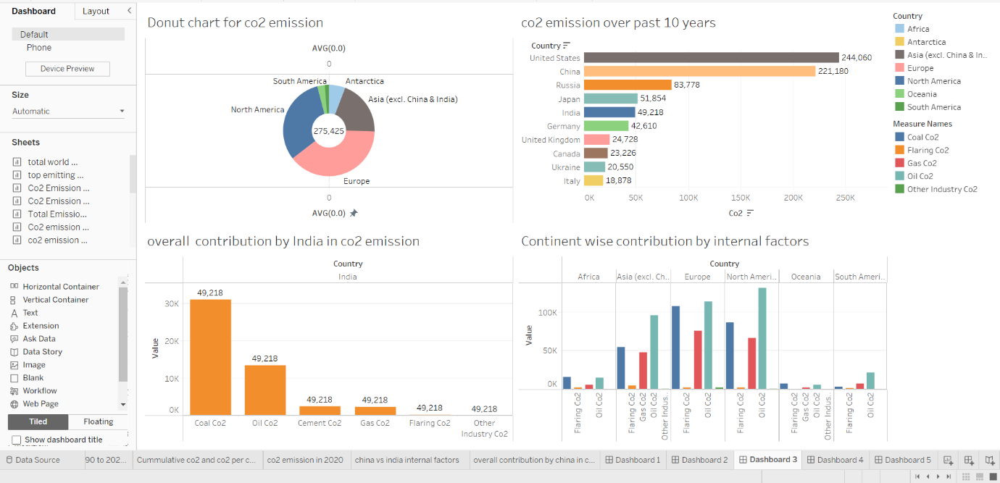 Dashboard
Layout
Default
Phone
Device Preview
Size
Automatic
Sheets
total world ...
top emitting ...
Co2 Emission ...
Co2 Emission ...
Total Emissio...
Co2 emission ...
co2 emission ...
Objects
Horizontal Container
Vertical Container
Text
Extension
Ask Data
Data Story
Image
Blank
Workflow
Web Page
Tiled
Floating
Show dashboard title
Donut chart for co2 emission
AVG(0.0)
0
South America
Antarctica
Asia (excl. China & India)
North America
275,425
Europe
0
AVG(0.0)
co2 emission over past 10 years
Country
United States 244,060
China 221,180
Russia 83,778
Japan 51,854
India 49,218
Germany 42,610
United Kingdom 24,728
Canada 23,226
Ukraine 20,550
Italy 18,878
0K 50K 100K 150K 200K 250K
Co2
Country
Africa
Antarctica
Asia (excl. China & In..
Europe
North America
Oceania
South America
Measure Names
Coal Co2
Flaring Co2
Gas Co2
Oil Co2
Other Industry Co2
overall contribution by India in co2 emission
Country
India
Value
30K
20K
10K
0K
49,218
49,218
49,218
49,218
49,218
49,218
Coal Co2
Oil Co2
Cement Co2
Gas Co2
Flaring Co2
Other
Industry Co2
Continent wise contribution by internal factors
Country
Africa
Asia (excl. Ch..
Europe
North Ameri..
Oceania
South Ameri..
Value
100K
50K
0K
Flaring Co2
Oil Co2
Flaring Co2
Gas Co2
Oil Co2
Other Indus..
Flaring Co2
Oil Co2
Flaring Co2
Oil Co2
Flaring Co2
Gas Co2
Oil Co2
Other Indus..
Flaring Co2
Oil Co2
Data Source
90 to 202...
Cummulative co2 and co2 per c...
co2 emission in 2020
china vs india internal factors
overall contribution by china in c...
Dashboard 1
Dashboard 2
Dashboard 3
Dashboard 4
Dashboard 5